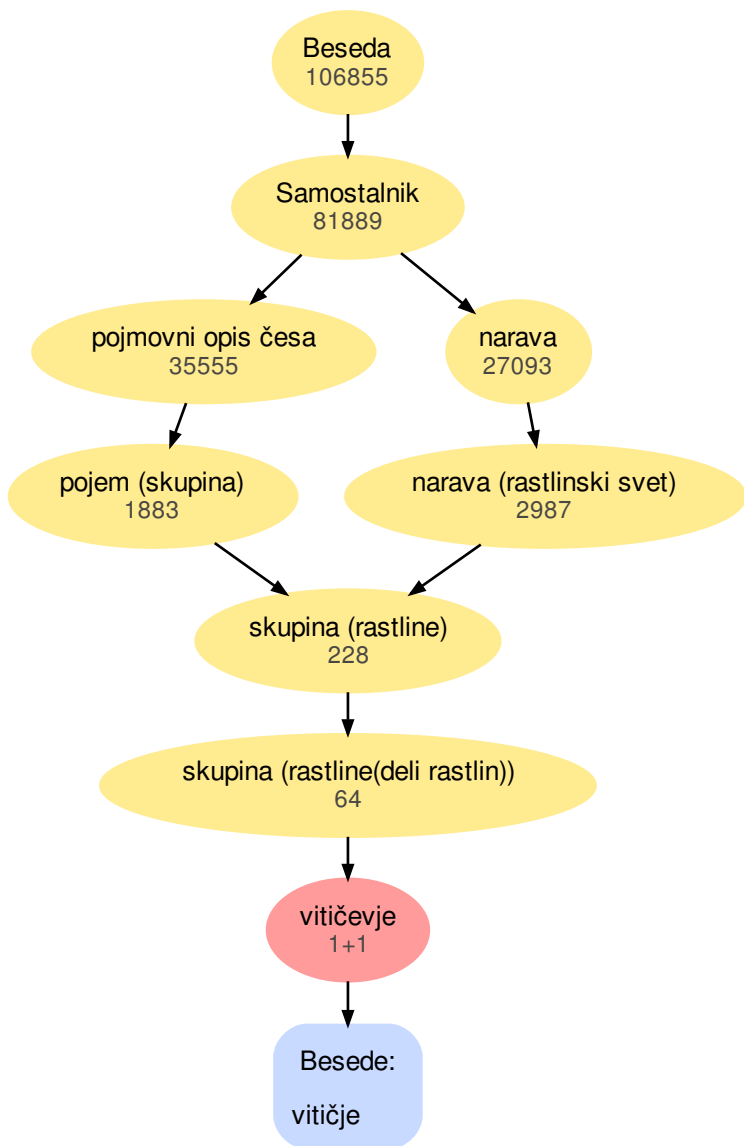 Beseda
106855
Samostalnik
81889
pojmovni opis česa
35555
narava
27093
pojem (skupina)
1883
narava (rastlinski svet)
2987
skupina (rastline)
228
skupina (rastline(deli rastlin))
64
vitičevje
1+1
Besede:
vitičje